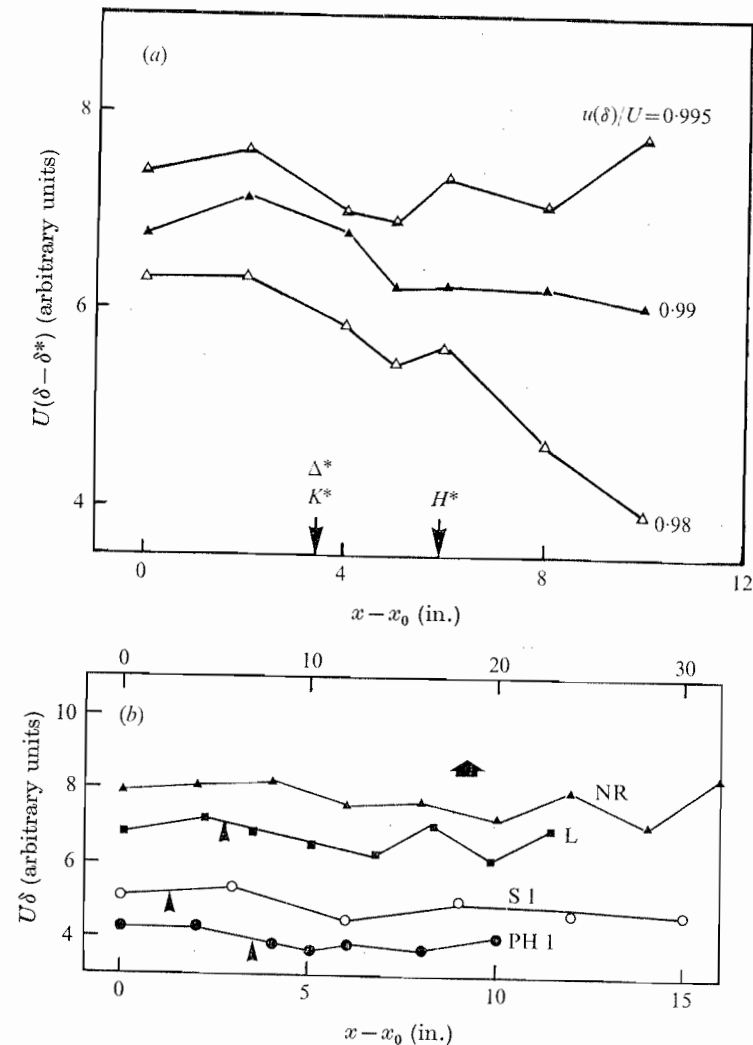 (a)
8
6
4
U(δ − δ*) (arbitrary units)
u(δ)/U = 0·995
0·99
0·98
Δ*
K*
H*
0
4
8
12
x − x₀ (in.)
0
10
20
30
(b)
10
8
6
4
Uδ (arbitrary units)
NR
L
S 1
PH 1
0
5
10
15
x − x₀ (in.)